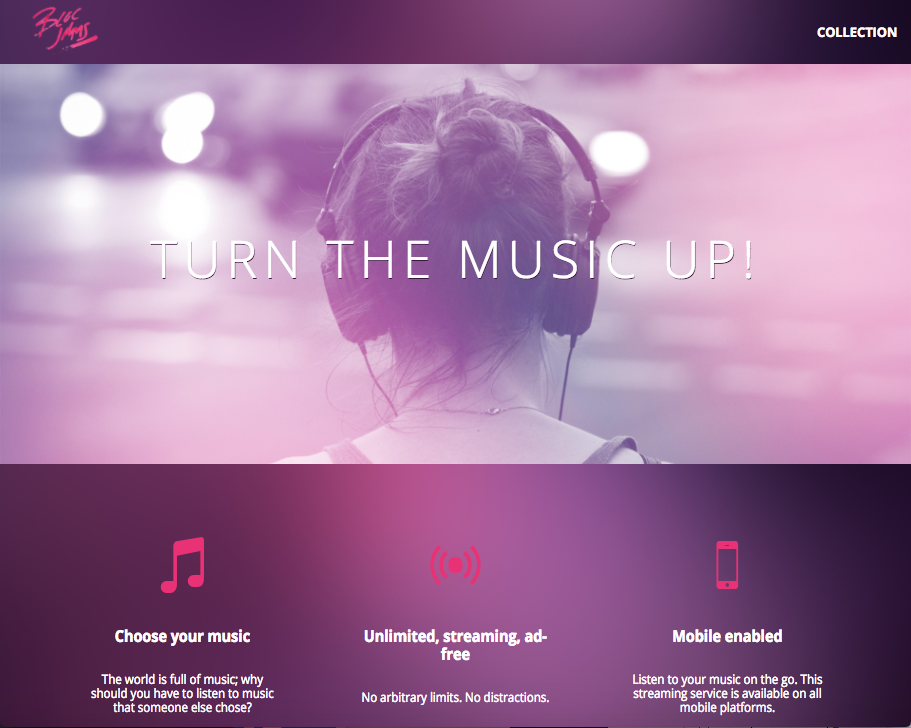 BLOC
JAMS
COLLECTION
TURN THE MUSIC UP!
Choose your music
The world is full of music; why
should you have to listen to music
that someone else chose?
Unlimited, streaming, ad-
free
No arbitrary limits. No distractions.
Mobile enabled
Listen to your music on the go. This
streaming service is available on all
mobile platforms.